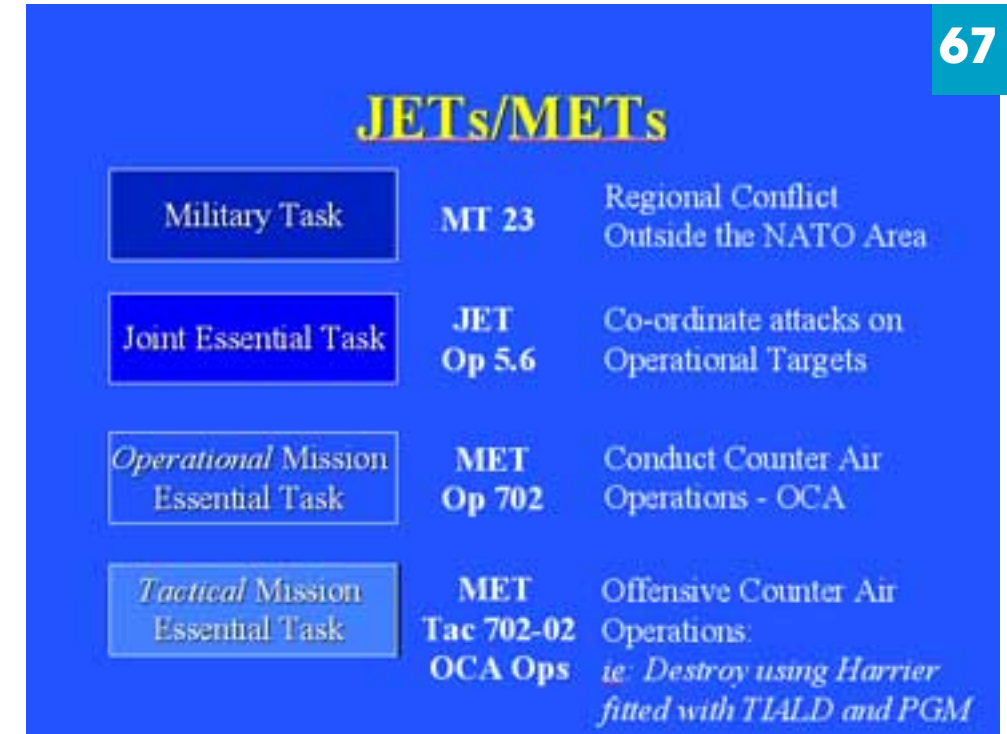 67
JETs/METs
Military Task
MT 23
Regional Conflict
Outside the NATO Area
Joint Essential Task
JET
Op 5.6
Co-ordinate attacks on
Operational Targets
Operational Mission
Essential Task
MET
Op 702
Conduct Counter Air
Operations - OCA
Tactical Mission
Essential Task
MET
Tac 702-02
OCA Ops
Offensive Counter Air
Operations:
ie: Destroy using Harrier
fitted with TIALD and PGM